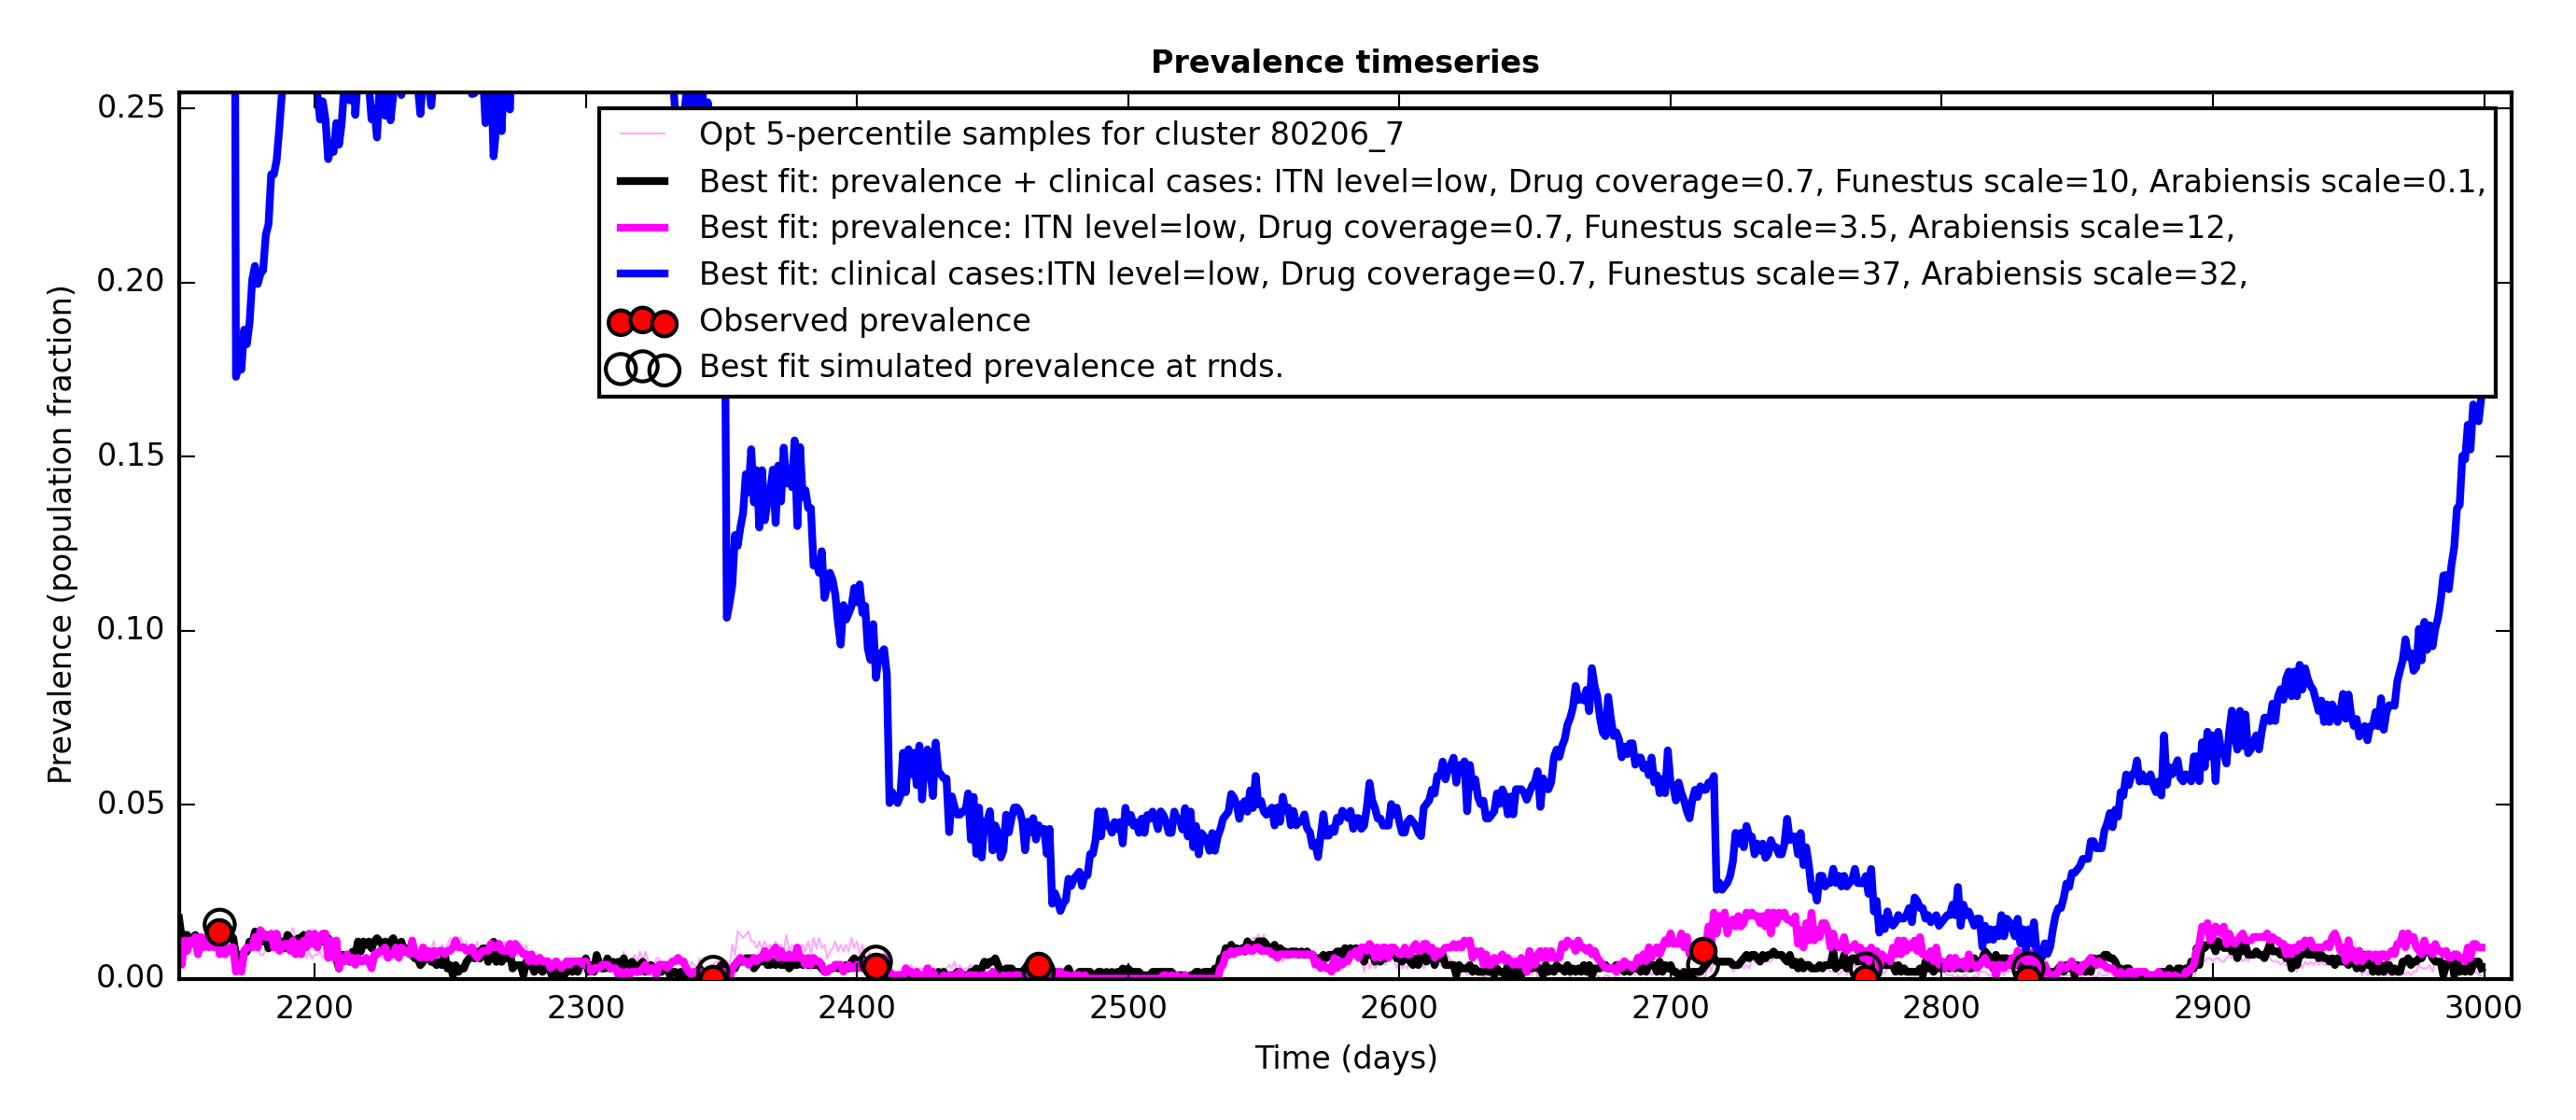 Prevalence timeseries
Opt 5-percentile samples for cluster 80206_7
Best fit: prevalence + clinical cases: ITN level=low, Drug coverage=0.7, Funestus scale=10, Arabiensis scale=0.1,
Best fit: prevalence: ITN level=low, Drug coverage=0.7, Funestus scale=3.5, Arabiensis scale=12,
Best fit: clinical cases:ITN level=low, Drug coverage=0.7, Funestus scale=37, Arabiensis scale=32,
Observed prevalence
Best fit simulated prevalence at rnds.
Prevalence (population fraction)
0.25
0.20
0.15
0.10
0.05
0.00
2200 2300 2400 2500 2600 2700 2800 2900 3000
Time (days)